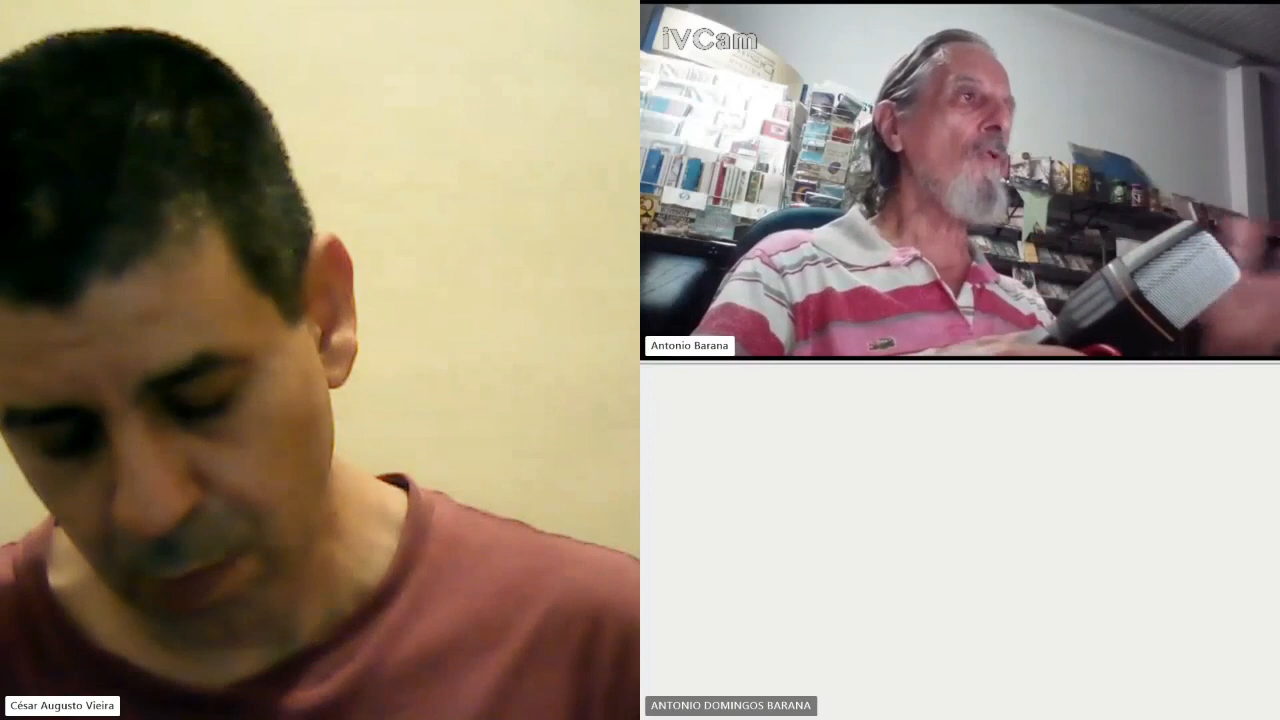 iVCam
Antonio Barana
César Augusto Vieira
ANTONIO DOMINGOS BARANA